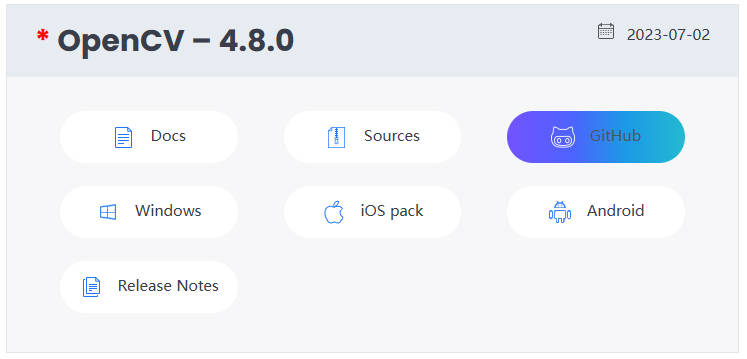 * OpenCV – 4.8.0
2023-07-02
Docs
Sources
GitHub
Windows
iOS pack
Android
Release Notes